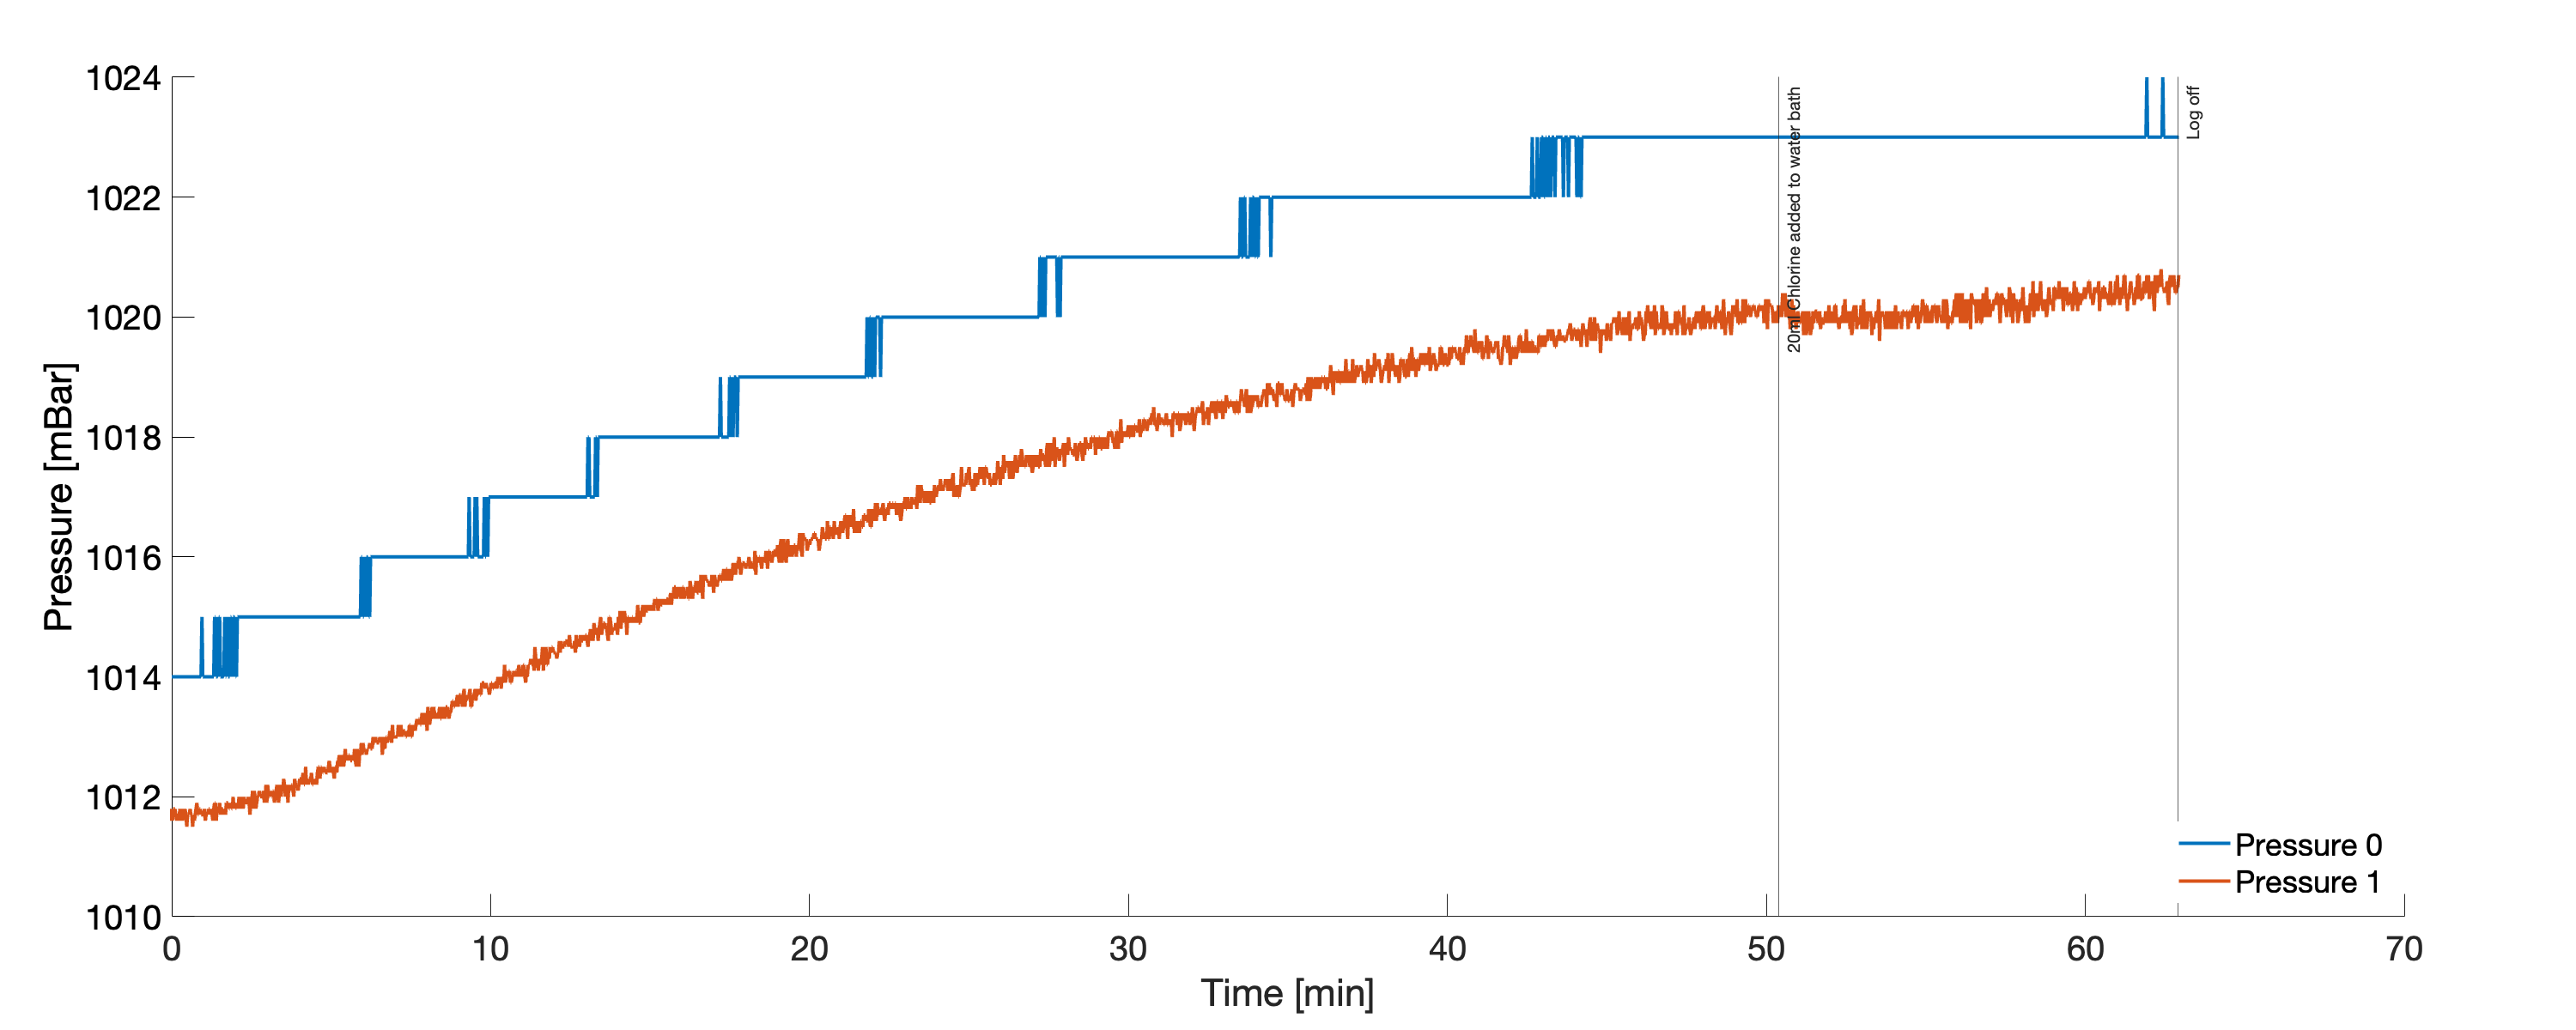 1024
1022
1020
1018
1016
1014
1012
1010
Pressure [mBar]
20ml Chlorine added to water bath
Log off
Pressure 0
Pressure 1
0 10 20 30 40 50 60 70
Time [min]